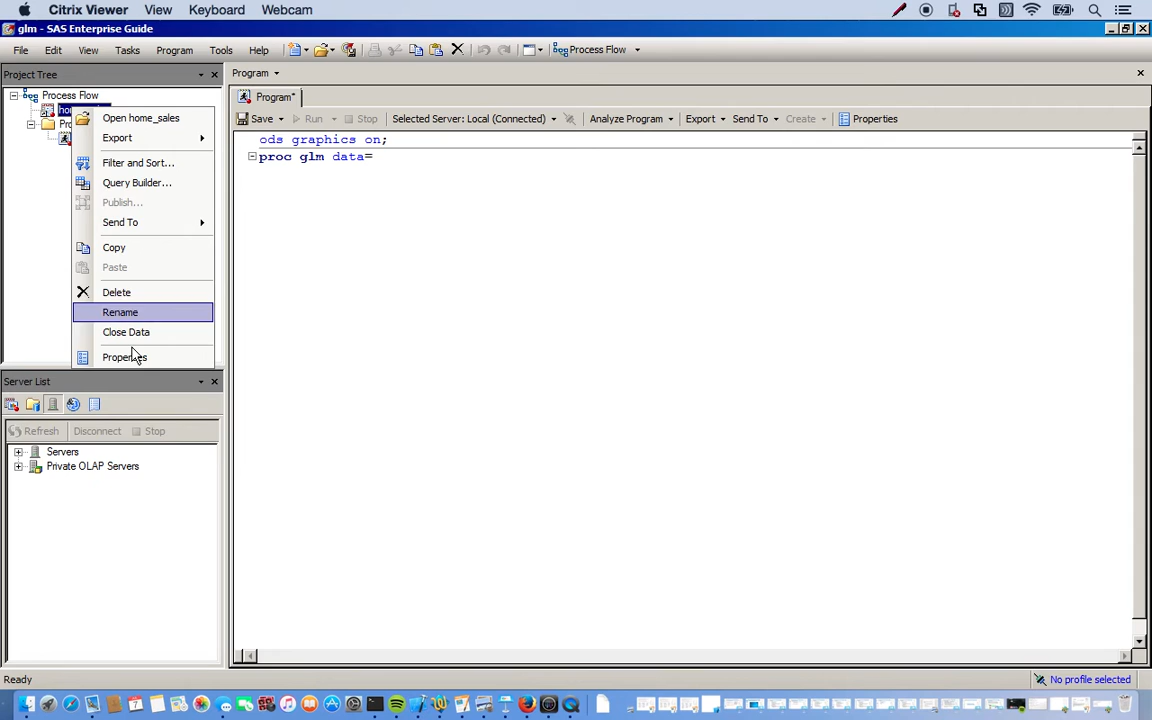 Citrix Viewer View Keyboard Webcam
glm - SAS Enterprise Guide
File Edit View Tasks Program Tools Help Process Flow
Project Tree
Program
Process Flow
Program*
Save Run Stop Selected Server: Local (Connected) Analyze Program Export Send To Create Properties
Open home_sales
Export
Filter and Sort...
Query Builder...
Publish...
Send To
Copy
Paste
Delete
Rename
Close Data
Properties
ods graphics on;
proc glm data=
Server List
Refresh Disconnect Stop
Servers
Private OLAP Servers
Ready
No profile selected